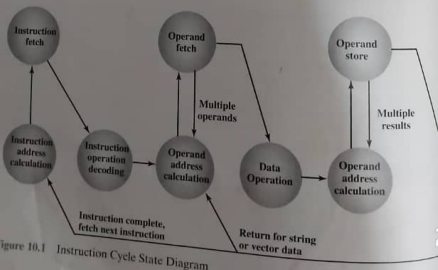 Instruction
fetch
Operand
fetch
Operand
store
Multiple
operands
Multiple
results
Instruction
address
calculation
Instruction
operation
decoding
Operand
address
calculation
Data
Operation
Operand
address
calculation
Instruction complete,
fetch next instruction
Return for string
or vector data
igure 10.1 Instruction Cycle State Diagram